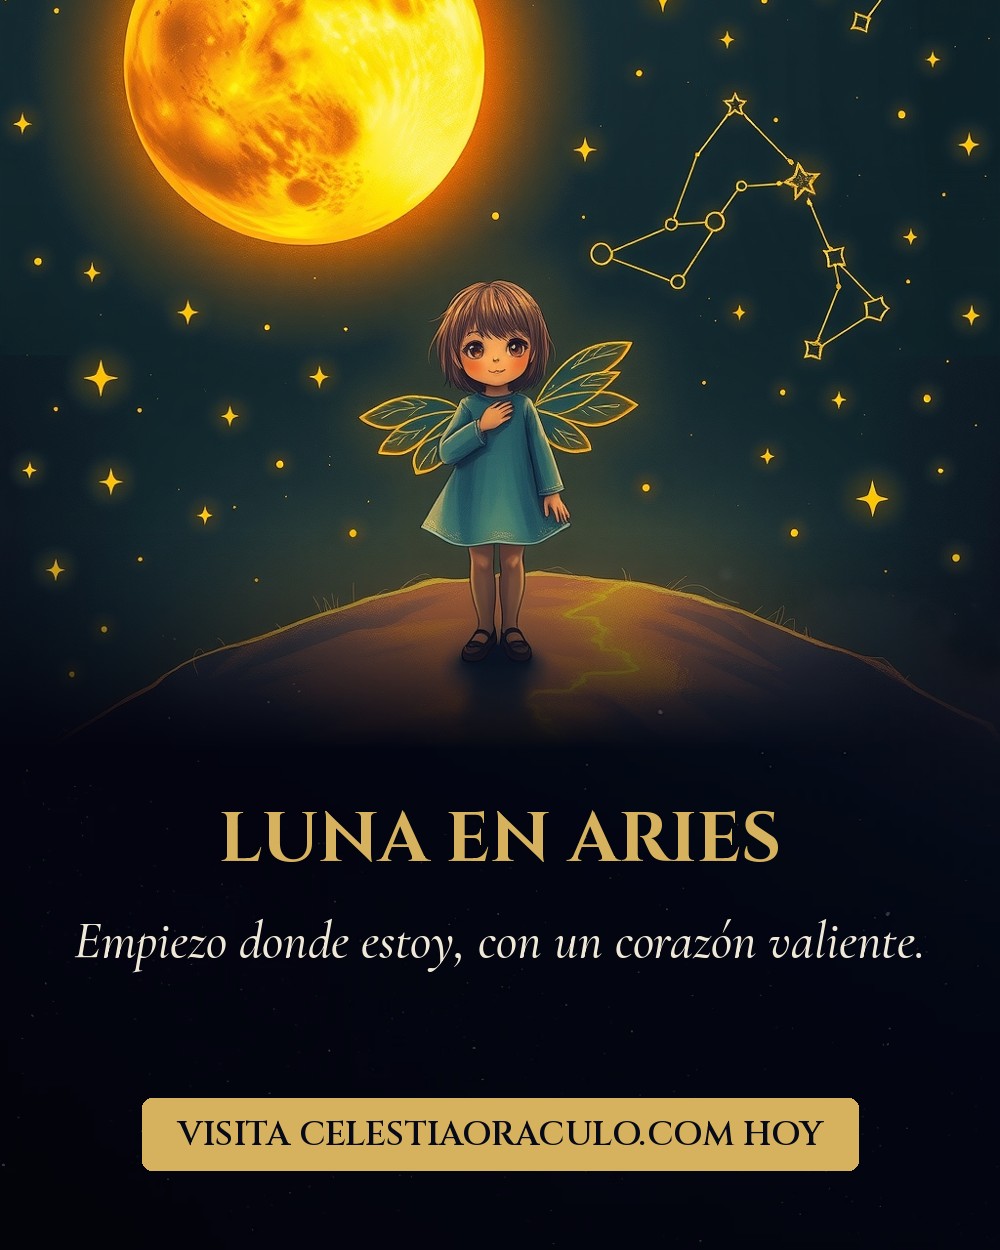 LUNA EN ARIES
Empiezo donde estoy, con un corazón valiente.
VISITA CELESTIAORACULO.COM HOY